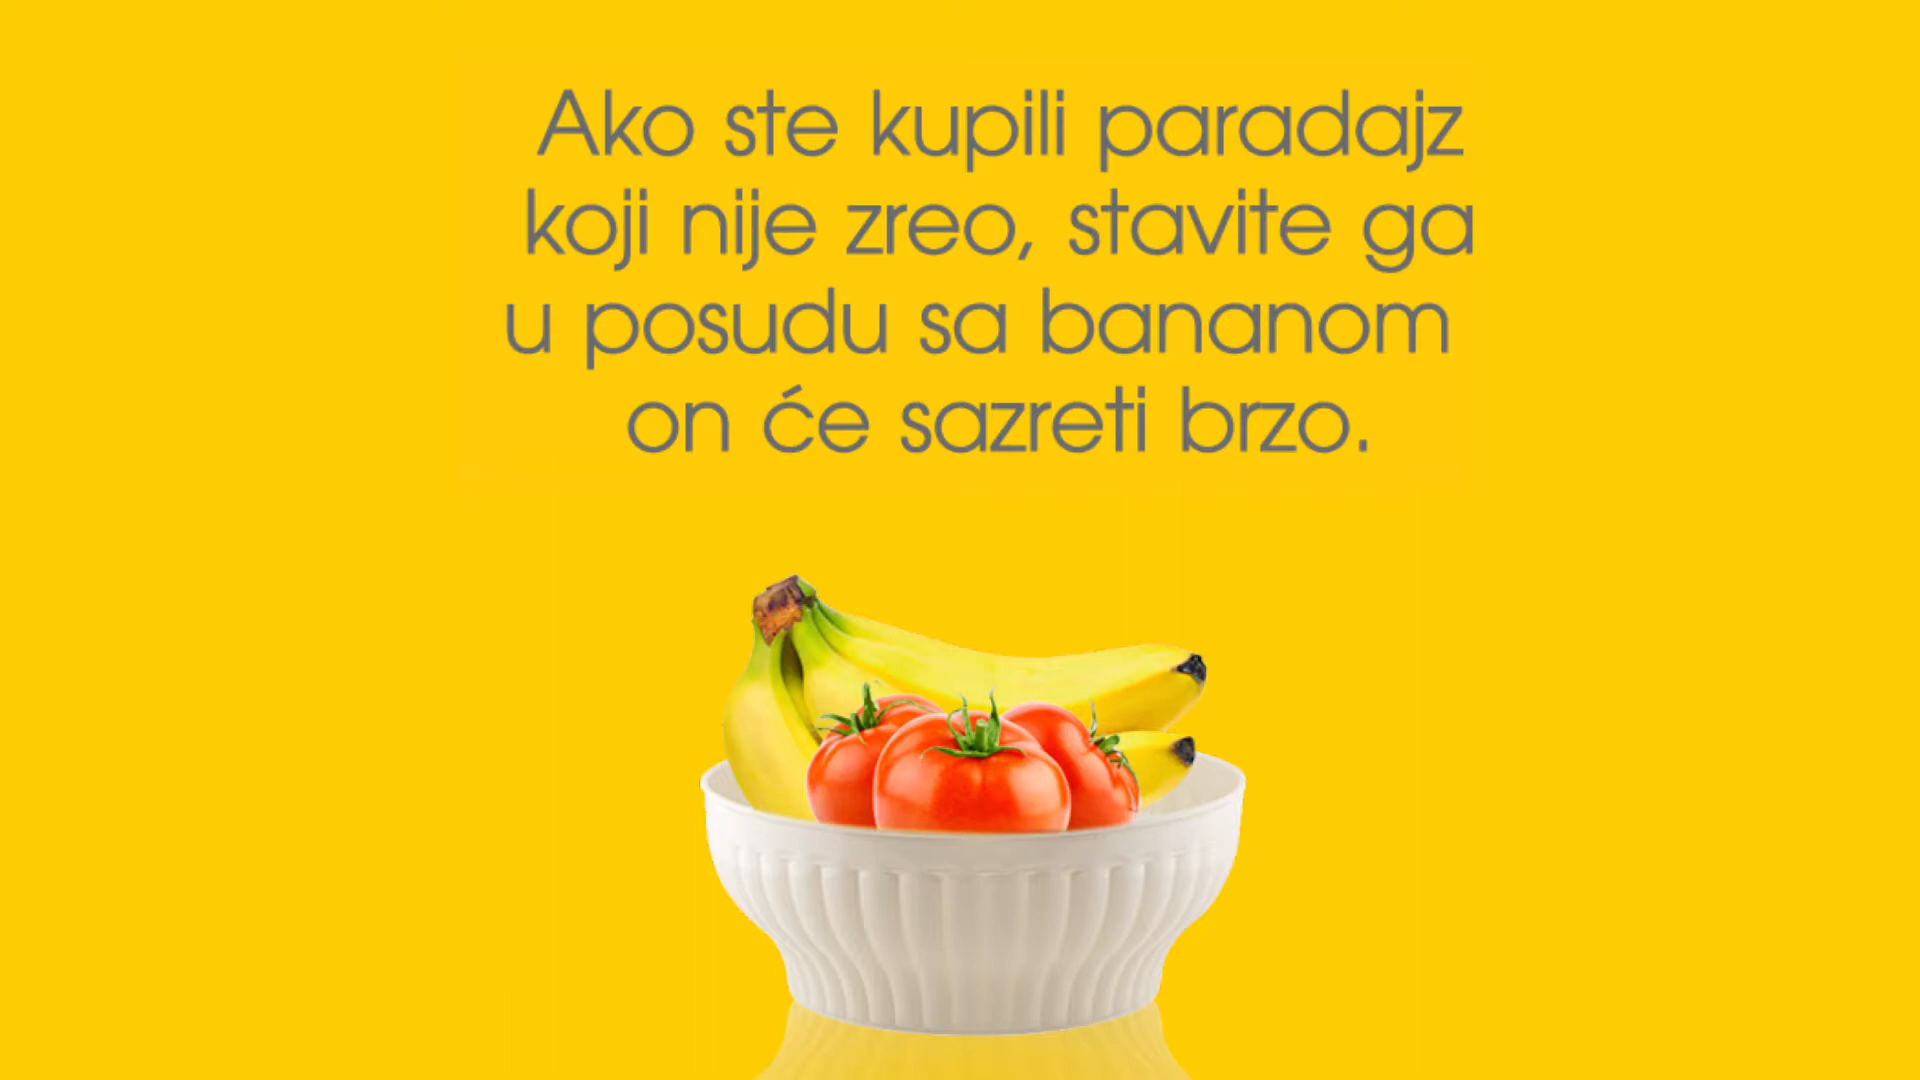 Ako ste kupili paradajz
koji nije zreo, stavite ga
u posudu sa bananom
on će sazreti brzo.